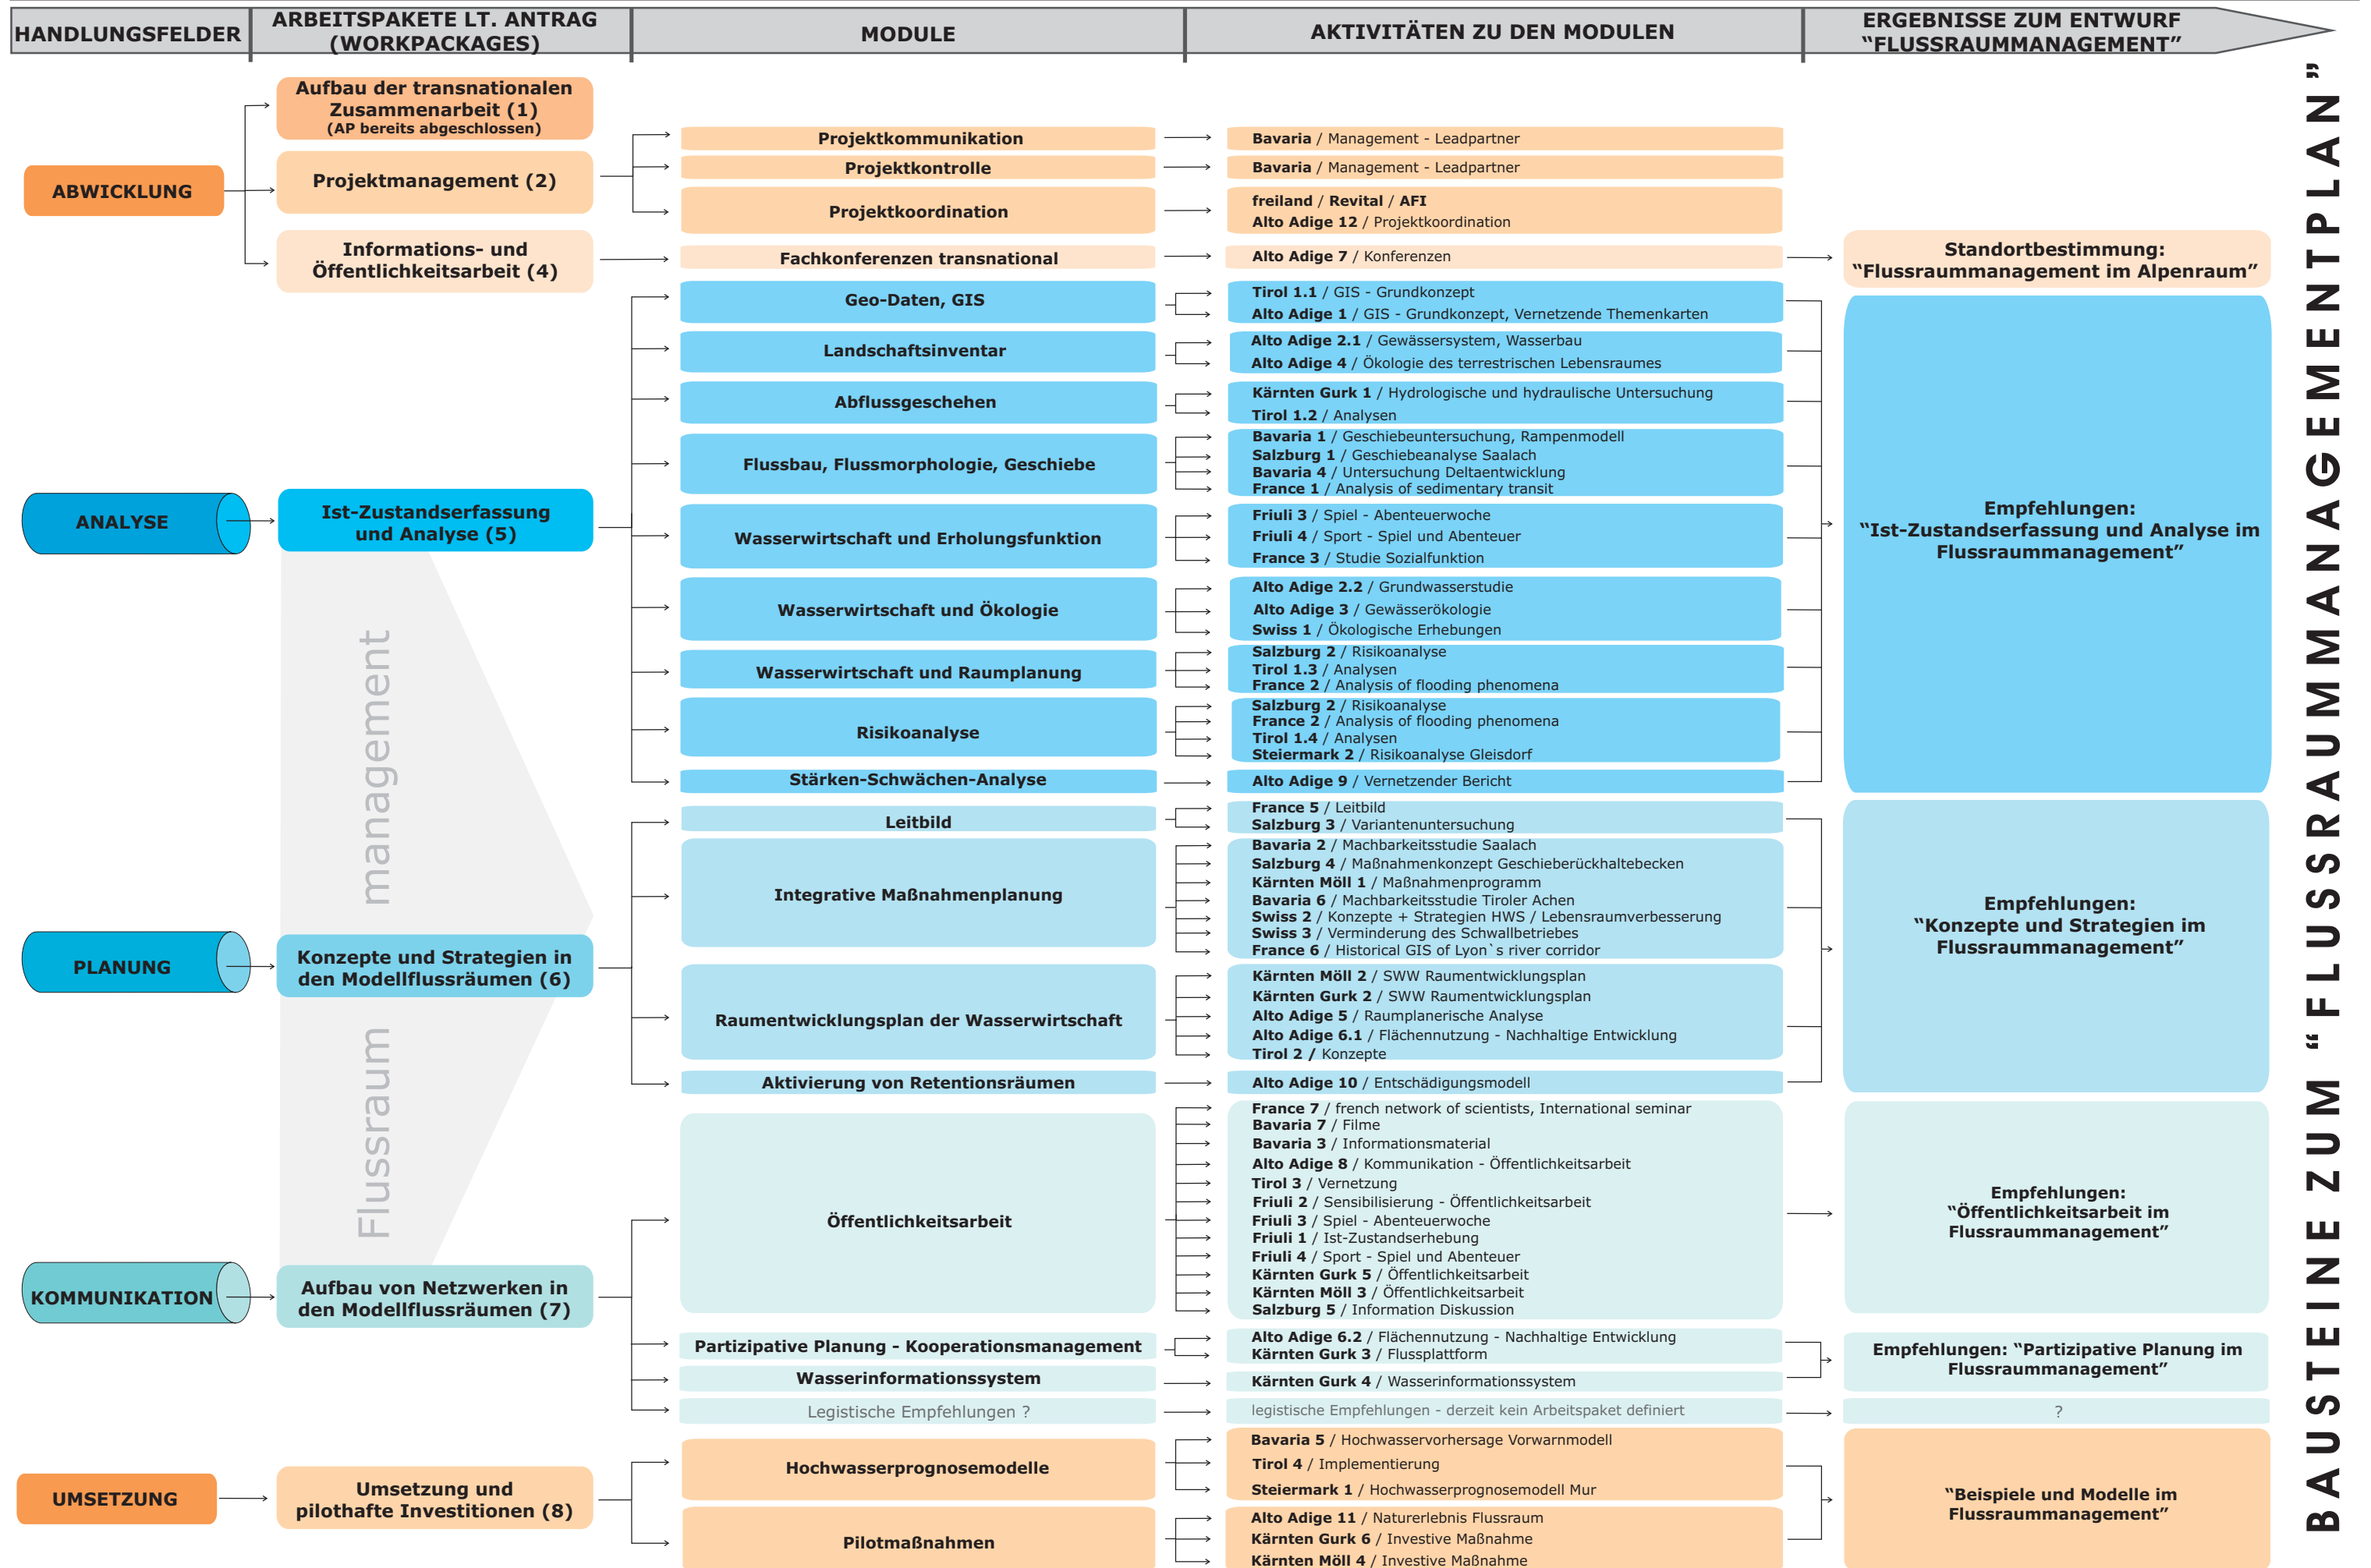 HANDLUNGSFELDER
ARBEITSPAKETE LT. ANTRAG
(WORKPACKAGES)
MODULE
AKTIVITÄTEN ZU DEN MODULEN
ERGEBNISSE ZUM ENTWURF
“FLUSSRAUMMANAGEMENT”
ABWICKLUNG
Aufbau der transnationalen
Zusammenarbeit (1)
(AP bereits abgeschlossen)
Projektmanagement (2)
Informations- und
Öffentlichkeitsarbeit (4)
Projektkommunikation
Bavaria / Management - Leadpartner
Projektkontrolle
Bavaria / Management - Leadpartner
Projektkoordination
freiland / Revital / AFI
Alto Adige 12 / Projektkoordination
Fachkonferenzen transnational
Alto Adige 7 / Konferenzen
Standortbestimmung:
“Flussraummanagement im Alpenraum”
ANALYSE
Ist-Zustandserfassung
und Analyse (5)
Geo-Daten, GIS
Tirol 1.1 / GIS - Grundkonzept
Alto Adige 1 / GIS - Grundkonzept, Vernetzende Themenkarten
Landschaftsinventar
Alto Adige 2.1 / Gewässersystem, Wasserbau
Alto Adige 4 / Ökologie des terrestrischen Lebensraumes
Abflussgeschehen
Kärnten Gurk 1 / Hydrologische und hydraulische Untersuchung
Tirol 1.2 / Analysen
Flussbau, Flussmorphologie, Geschiebe
Bavaria 1 / Geschiebeuntersuchung, Rampenmodell
Salzburg 1 / Geschiebeanalyse Saalach
Bavaria 4 / Untersuchung Deltaentwicklung
France 1 / Analysis of sedimentary transit
Wasserwirtschaft und Erholungsfunktion
Friuli 3 / Spiel - Abenteuerwoche
Friuli 4 / Sport - Spiel und Abenteuer
France 3 / Studie Sozialfunktion
Wasserwirtschaft und Ökologie
Alto Adige 2.2 / Grundwasserstudie
Alto Adige 3 / Gewässerökologie
Swiss 1 / Ökologische Erhebungen
Wasserwirtschaft und Raumplanung
Salzburg 2 / Risikoanalyse
Tirol 1.3 / Analysen
France 2 / Analysis of flooding phenomena
Risikoanalyse
Salzburg 2 / Risikoanalyse
France 2 / Analysis of flooding phenomena
Tirol 1.4 / Analysen
Steiermark 2 / Risikoanalyse Gleisdorf
Stärken-Schwächen-Analyse
Alto Adige 9 / Vernetzender Bericht
Empfehlungen:
“Ist-Zustandserfassung und Analyse im
Flussraummanagement”
Flussraum management
PLANUNG
Konzepte und Strategien in
den Modellflussräumen (6)
Leitbild
France 5 / Leitbild
Salzburg 3 / Variantenuntersuchung
Integrative Maßnahmenplanung
Bavaria 2 / Machbarkeitsstudie Saalach
Salzburg 4 / Maßnahmenkonzept Geschieberückhaltebecken
Kärnten Möll 1 / Maßnahmenprogramm
Bavaria 6 / Machbarkeitsstudie Tiroler Achen
Swiss 2 / Konzepte + Strategien HWS / Lebensraumverbesserung
Swiss 3 / Verminderung des Schwallbetriebes
France 6 / Historical GIS of Lyon`s river corridor
Raumentwicklungsplan der Wasserwirtschaft
Kärnten Möll 2 / SWW Raumentwicklungsplan
Kärnten Gurk 2 / SWW Raumentwicklungsplan
Alto Adige 5 / Raumplanerische Analyse
Alto Adige 6.1 / Flächennutzung - Nachhaltige Entwicklung
Tirol 2 / Konzepte
Aktivierung von Retentionsräumen
Alto Adige 10 / Entschädigungsmodell
Empfehlungen:
“Konzepte und Strategien im
Flussraummanagement”
KOMMUNIKATION
Aufbau von Netzwerken in
den Modellflussräumen (7)
Öffentlichkeitsarbeit
France 7 / french network of scientists, International seminar
Bavaria 7 / Filme
Bavaria 3 / Informationsmaterial
Alto Adige 8 / Kommunikation - Öffentlichkeitsarbeit
Tirol 3 / Vernetzung
Friuli 2 / Sensibilisierung - Öffentlichkeitsarbeit
Friuli 3 / Spiel - Abenteuerwoche
Friuli 1 / Ist-Zustandserhebung
Friuli 4 / Sport - Spiel und Abenteuer
Kärnten Gurk 5 / Öffentlichkeitsarbeit
Kärnten Möll 3 / Öffentlichkeitsarbeit
Salzburg 5 / Information Diskussion
Empfehlungen:
“Öffentlichkeitsarbeit im
Flussraummanagement”
Partizipative Planung - Kooperationsmanagement
Alto Adige 6.2 / Flächennutzung - Nachhaltige Entwicklung
Kärnten Gurk 3 / Flussplattform
Wasserinformationssystem
Kärnten Gurk 4 / Wasserinformationssystem
Empfehlungen: “Partizipative Planung im
Flussraummanagement”
Legistische Empfehlungen ?
legistische Empfehlungen - derzeit kein Arbeitspaket definiert
?
UMSETZUNG
Umsetzung und
pilothafte Investitionen (8)
Hochwasserprognosemodelle
Bavaria 5 / Hochwasservorhersage Vorwarnmodell
Tirol 4 / Implementierung
Steiermark 1 / Hochwasserprognosemodell Mur
Pilotmaßnahmen
Alto Adige 11 / Naturerlebnis Flussraum
Kärnten Gurk 6 / Investive Maßnahme
Kärnten Möll 4 / Investive Maßnahme
“Beispiele und Modelle im
Flussraummanagement”
BAUSTEINE ZUM “FLUSSRAUMMANAGEMENTPLAN”